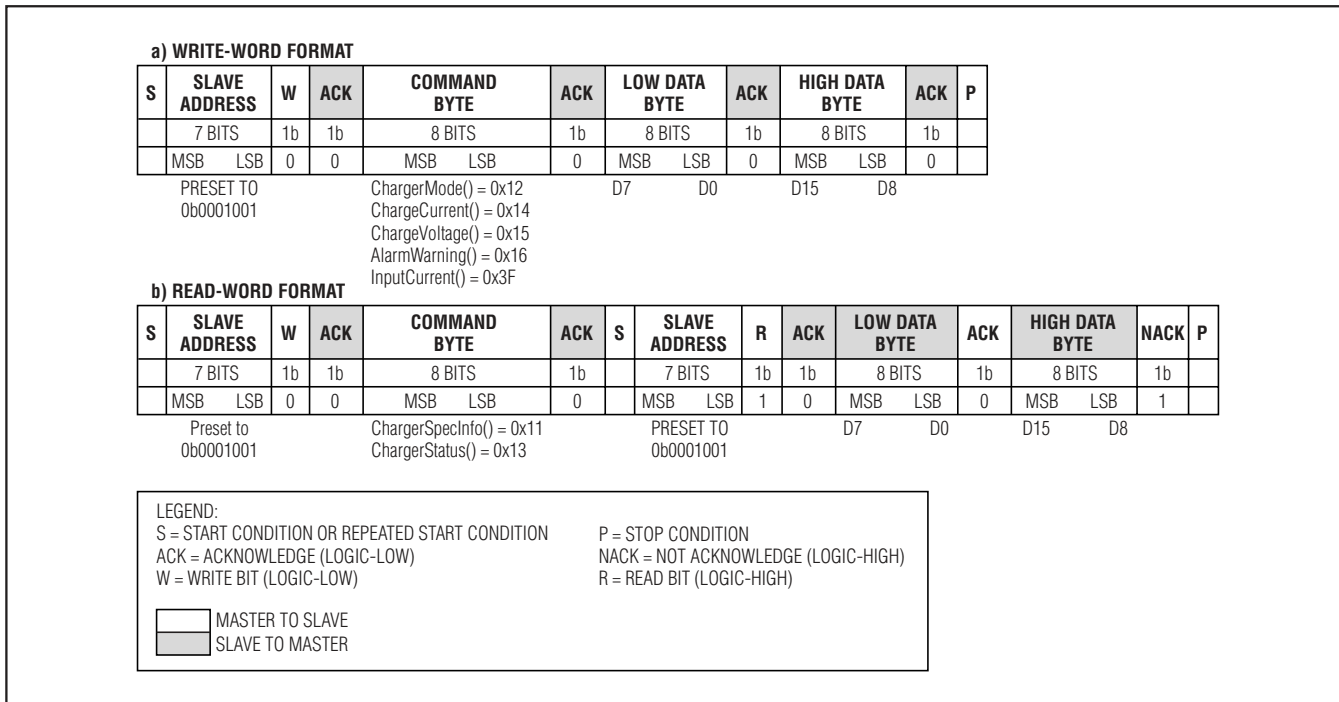 a) WRITE-WORD FORMAT
S SLAVE ADDRESS W ACK COMMAND BYTE ACK LOW DATA BYTE ACK HIGH DATA BYTE ACK P
7 BITS 1b 1b 8 BITS 1b 8 BITS 1b 8 BITS 1b
MSB LSB 0 0 MSB LSB 0 MSB LSB 0 MSB LSB 0
PRESET TO 0b0001001 ChargerMode() = 0x12 D7 D0 D15 D8
ChargeCurrent() = 0x14
ChargeVoltage() = 0x15
AlarmWarning() = 0x16
InputCurrent() = 0x3F
b) READ-WORD FORMAT
S SLAVE ADDRESS W ACK COMMAND BYTE ACK S SLAVE ADDRESS R ACK LOW DATA BYTE ACK HIGH DATA BYTE NACK P
7 BITS 1b 1b 8 BITS 1b 7 BITS 1b 1b 8 BITS 1b 8 BITS 1b
MSB LSB 0 0 MSB LSB 0 MSB LSB 1 0 MSB LSB 0 MSB LSB 1
Preset to ChargerSpecInfo() = 0x11 PRESET TO D7 D0 D15 D8
0b0001001 ChargerStatus() = 0x13 0b0001001
LEGEND:
S = START CONDITION OR REPEATED START CONDITION P = STOP CONDITION
ACK = ACKNOWLEDGE (LOGIC-LOW) NACK = NOT ACKNOWLEDGE (LOGIC-HIGH)
W = WRITE BIT (LOGIC-LOW) R = READ BIT (LOGIC-HIGH)
MASTER TO SLAVE
SLAVE TO MASTER